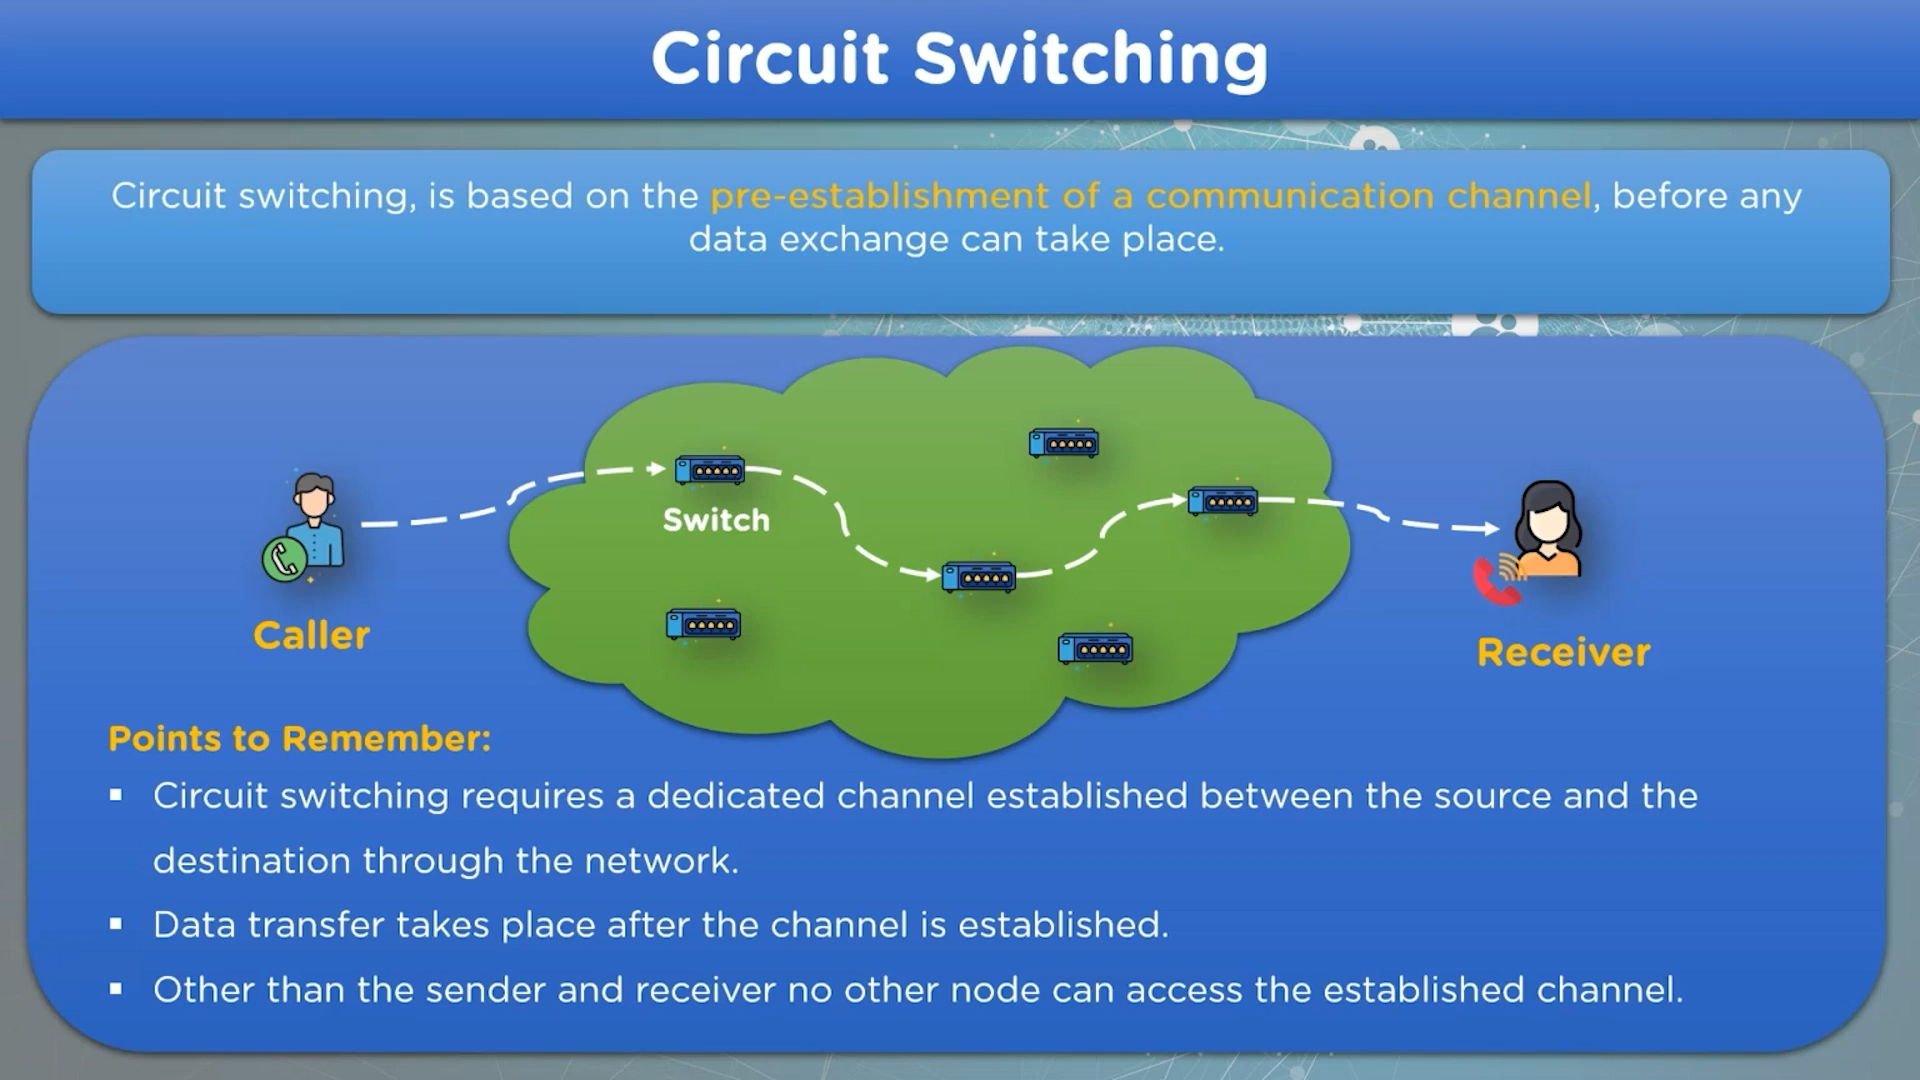 Circuit Switching
Circuit switching, is based on the pre-establishment of a communication channel, before any
data exchange can take place.
Switch
Caller
Receiver
Points to Remember:
▪ Circuit switching requires a dedicated channel established between the source and the
destination through the network.
▪ Data transfer takes place after the channel is established.
▪ Other than the sender and receiver no other node can access the established channel.